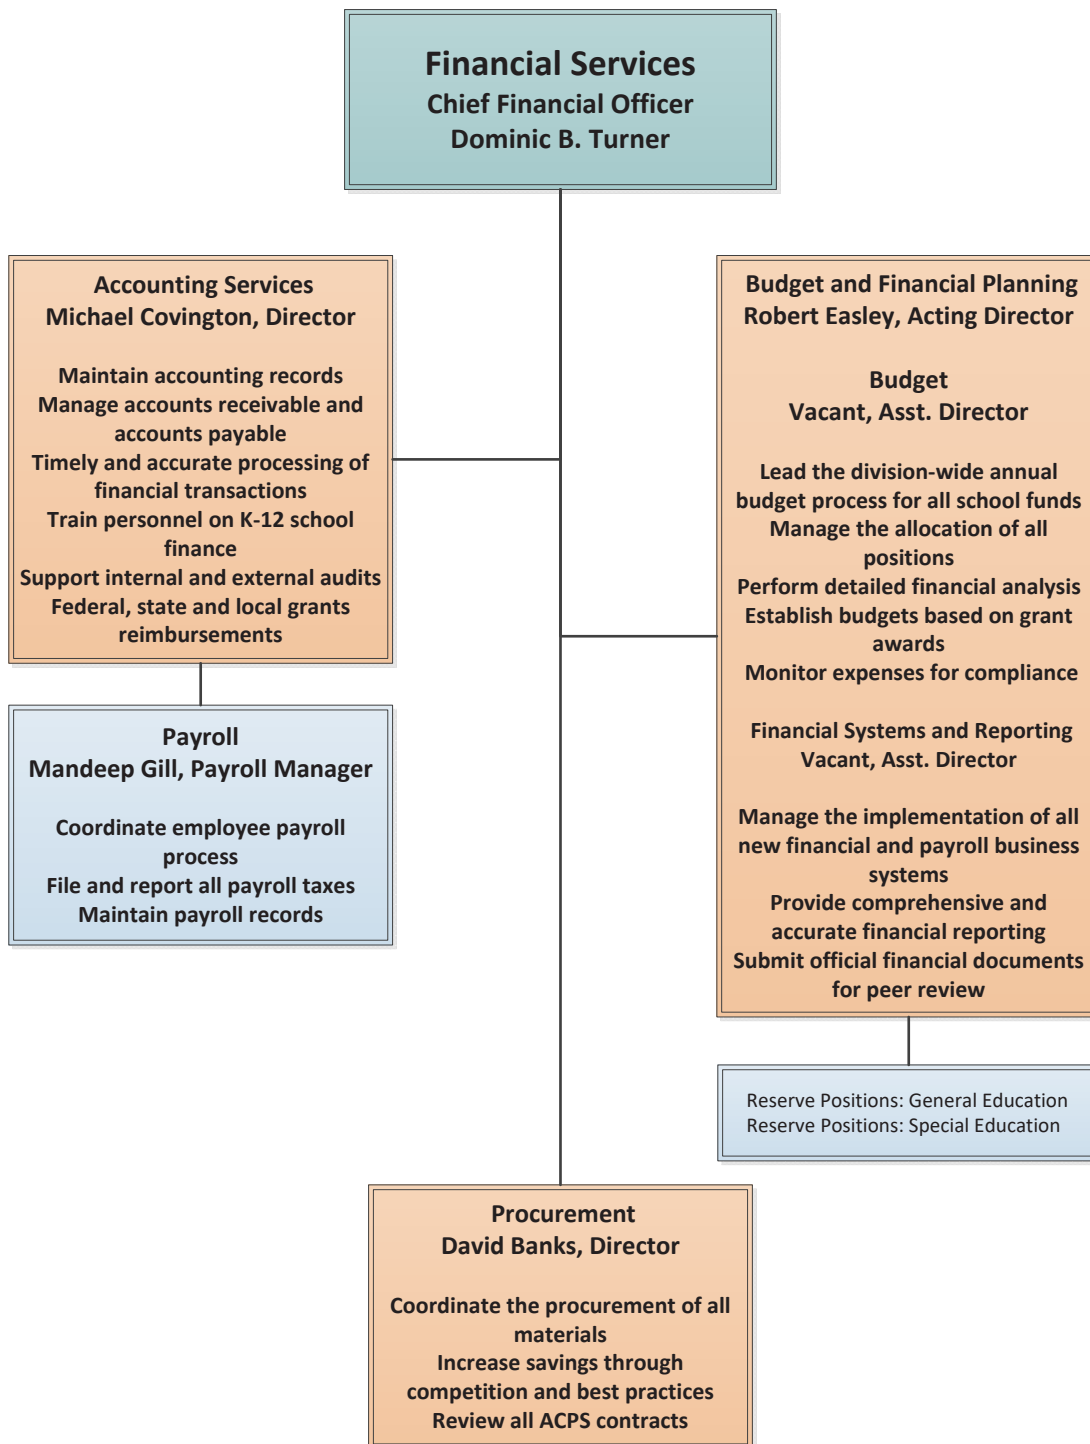 Financial Services
Chief Financial Officer
Dominic B. Turner
Accounting Services
Michael Covington, Director
Maintain accounting records
Manage accounts receivable and
accounts payable
Timely and accurate processing of
financial transactions
Train personnel on K-12 school
finance
Support internal and external audits
Federal, state and local grants
reimbursements
Payroll
Mandeep Gill, Payroll Manager
Coordinate employee payroll
process
File and report all payroll taxes
Maintain payroll records
Budget and Financial Planning
Robert Easley, Acting Director
Budget
Vacant, Asst. Director
Lead the division-wide annual
budget process for all school funds
Manage the allocation of all
positions
Perform detailed financial analysis
Establish budgets based on grant
awards
Monitor expenses for compliance
Financial Systems and Reporting
Vacant, Asst. Director
Manage the implementation of all
new financial and payroll business
systems
Provide comprehensive and
accurate financial reporting
Submit official financial documents
for peer review
Reserve Positions: General Education
Reserve Positions: Special Education
Procurement
David Banks, Director
Coordinate the procurement of all
materials
Increase savings through
competition and best practices
Review all ACPS contracts